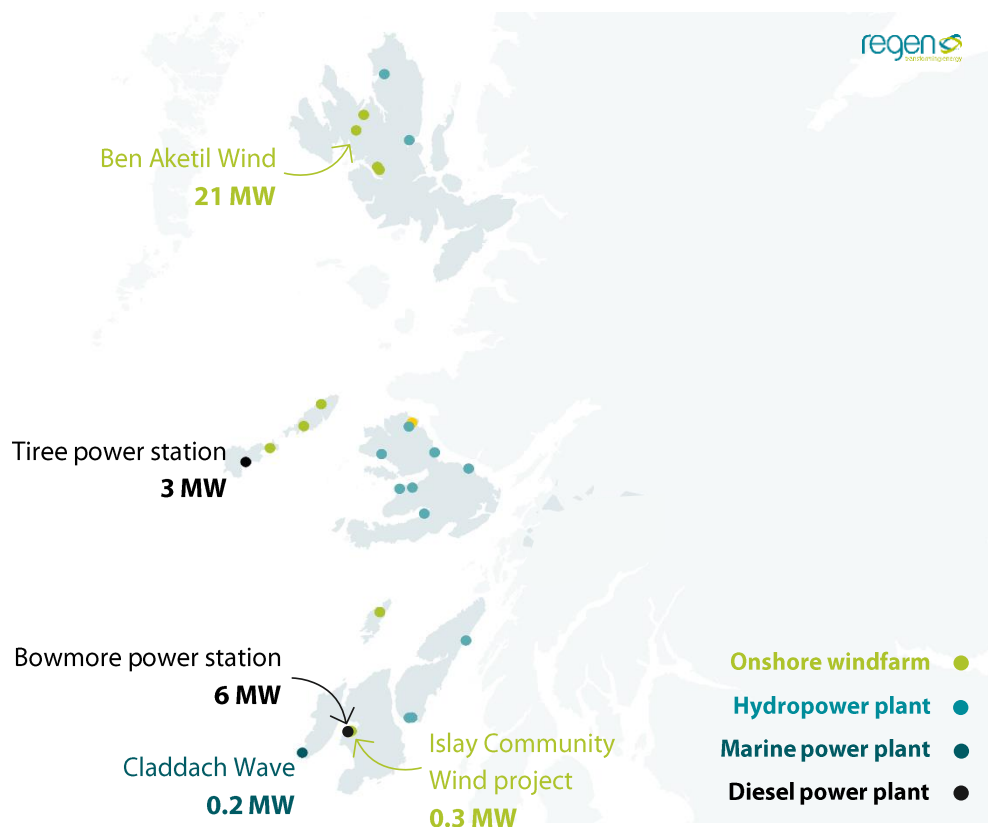 regen
transforming energy
Ben Aketil Wind
21 MW
Tiree power station
3 MW
Bowmore power station
6 MW
Claddach Wave
0.2 MW
Islay Community
Wind project
0.3 MW
Onshore windfarm
Hydropower plant
Marine power plant
Diesel power plant